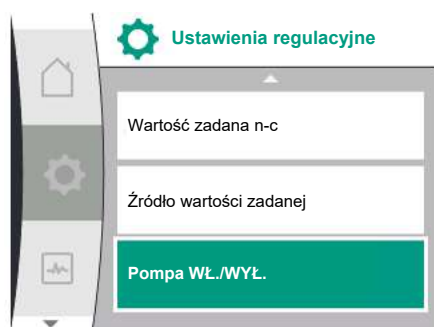 Ustawienia regulacyjne
Wartość zadana n-c
Źródło wartości zadanej
Pompa WŁ./WYŁ.